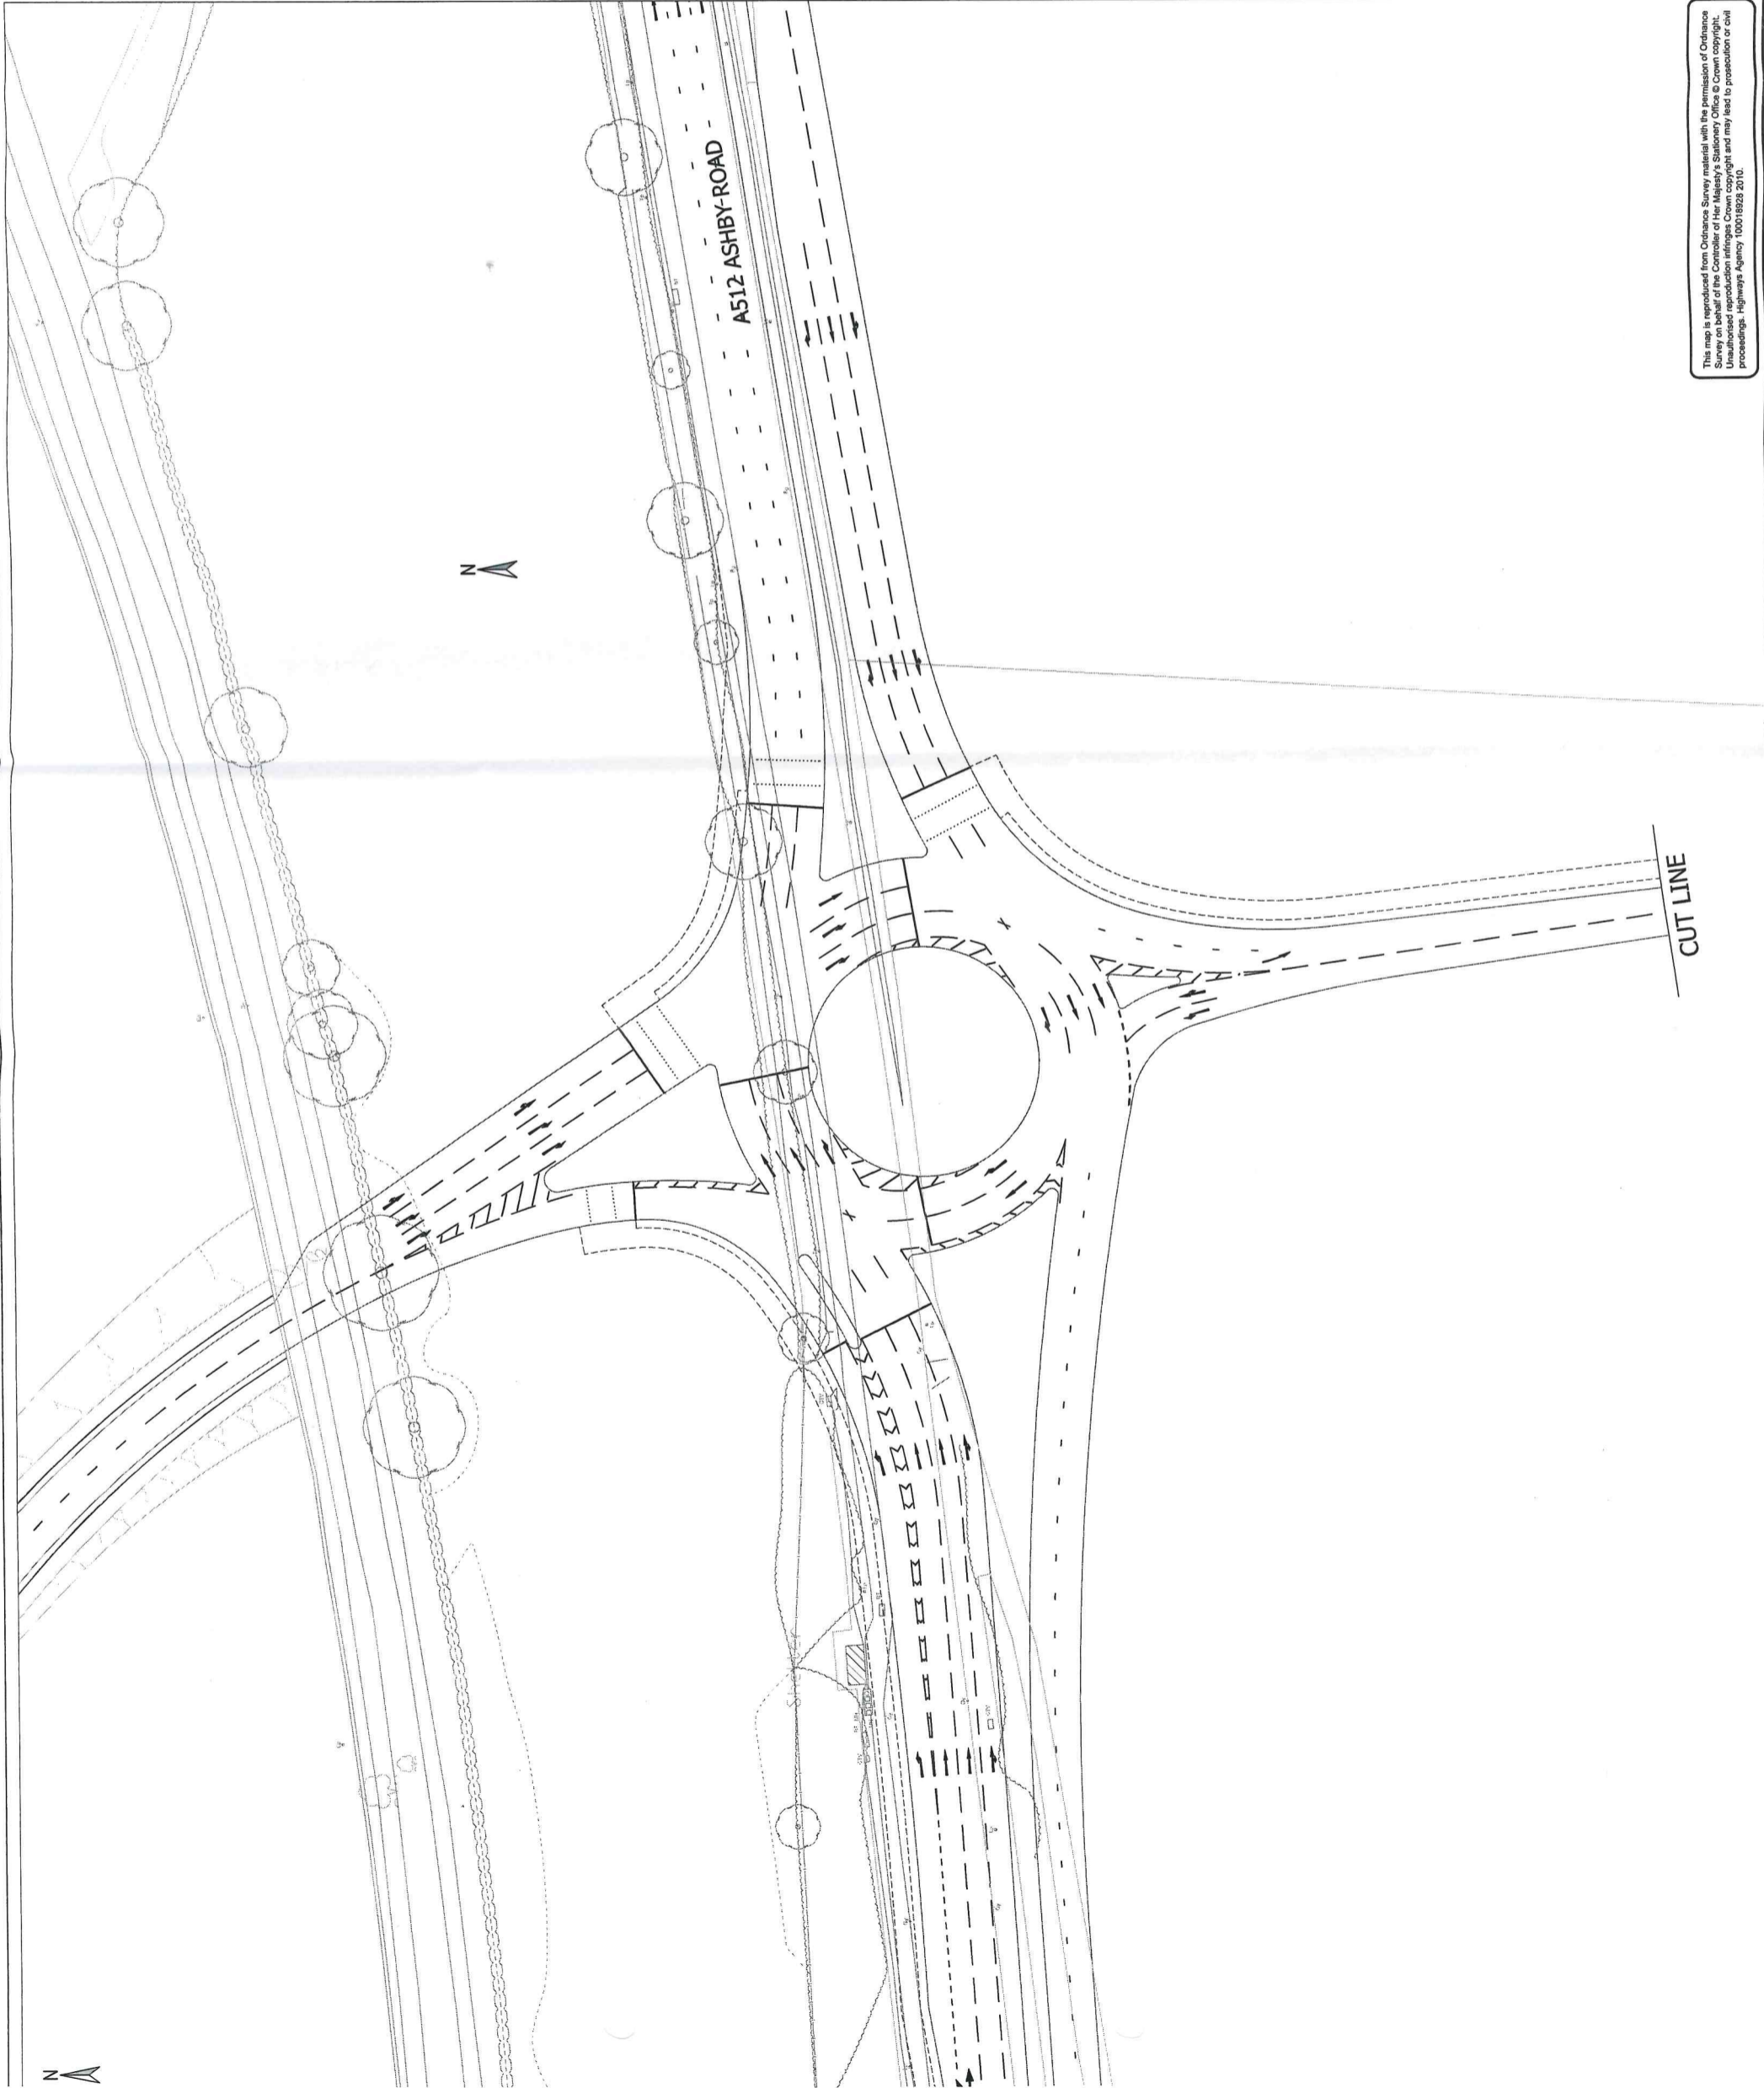 This map is reproduced from Ordnance Survey material with the permission of Ordnance
Survey on behalf of the Controller of Her Majesty's Stationery Office © Crown copyright.
Unauthorised reproduction infringes Crown copyright and may lead to prosecution or civil
proceedings. Highways Agency 100018928 2010.
A512 ASHBY-ROAD
N
CUT LINE
Shelter
N